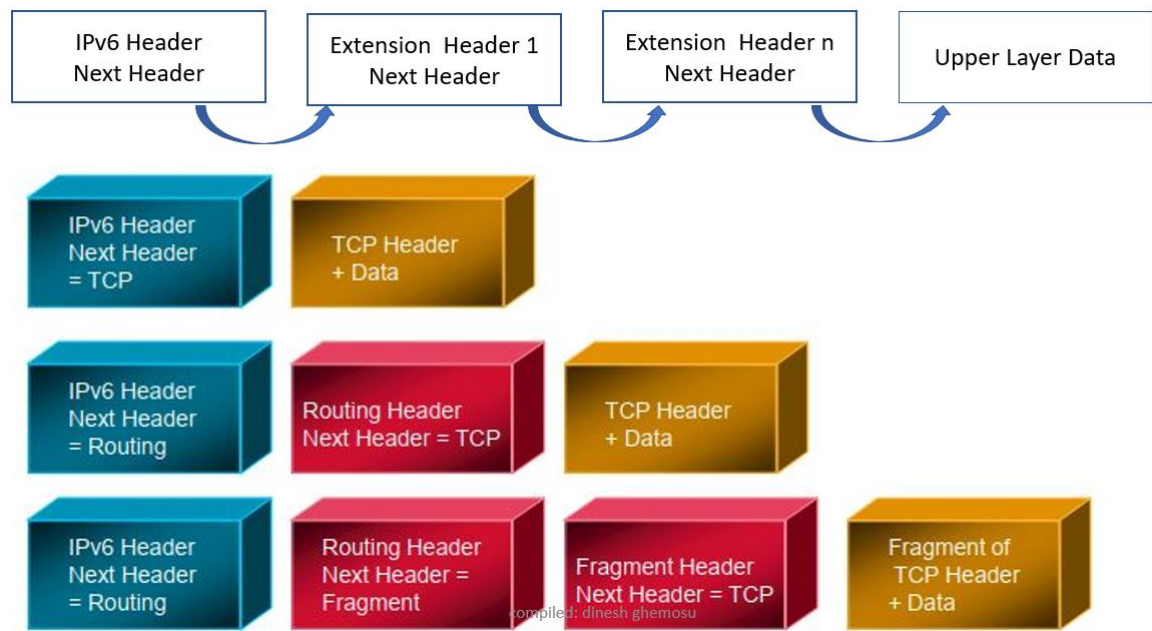 IPv6 Header
Next Header
Extension Header 1
Next Header
Extension Header n
Next Header
Upper Layer Data
IPv6 Header
Next Header
= TCP
TCP Header
+ Data
IPv6 Header
Next Header
= Routing
Routing Header
Next Header = TCP
TCP Header
+ Data
IPv6 Header
Next Header
= Routing
Routing Header
Next Header =
Fragment
Fragment Header
Next Header = TCP
Fragment of
TCP Header
+ Data
compiled: dinesh ghemosu